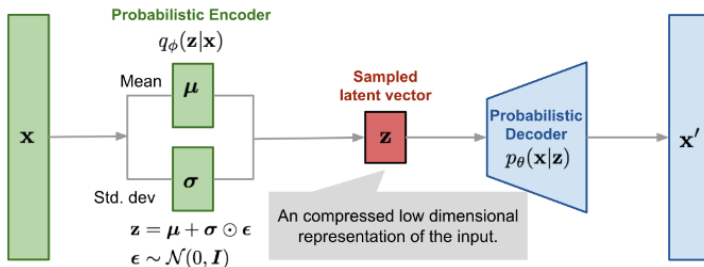 Probabilistic Encoder
qϕ(z|x)
Mean
μ
x
Std. dev
σ
z = μ + σ ⊙ ϵ
ϵ ∼ 𝒩(0, I)
Sampled
latent vector
z
An compressed low dimensional
representation of the input.
Probabilistic
Decoder
pθ(x|z)
x′